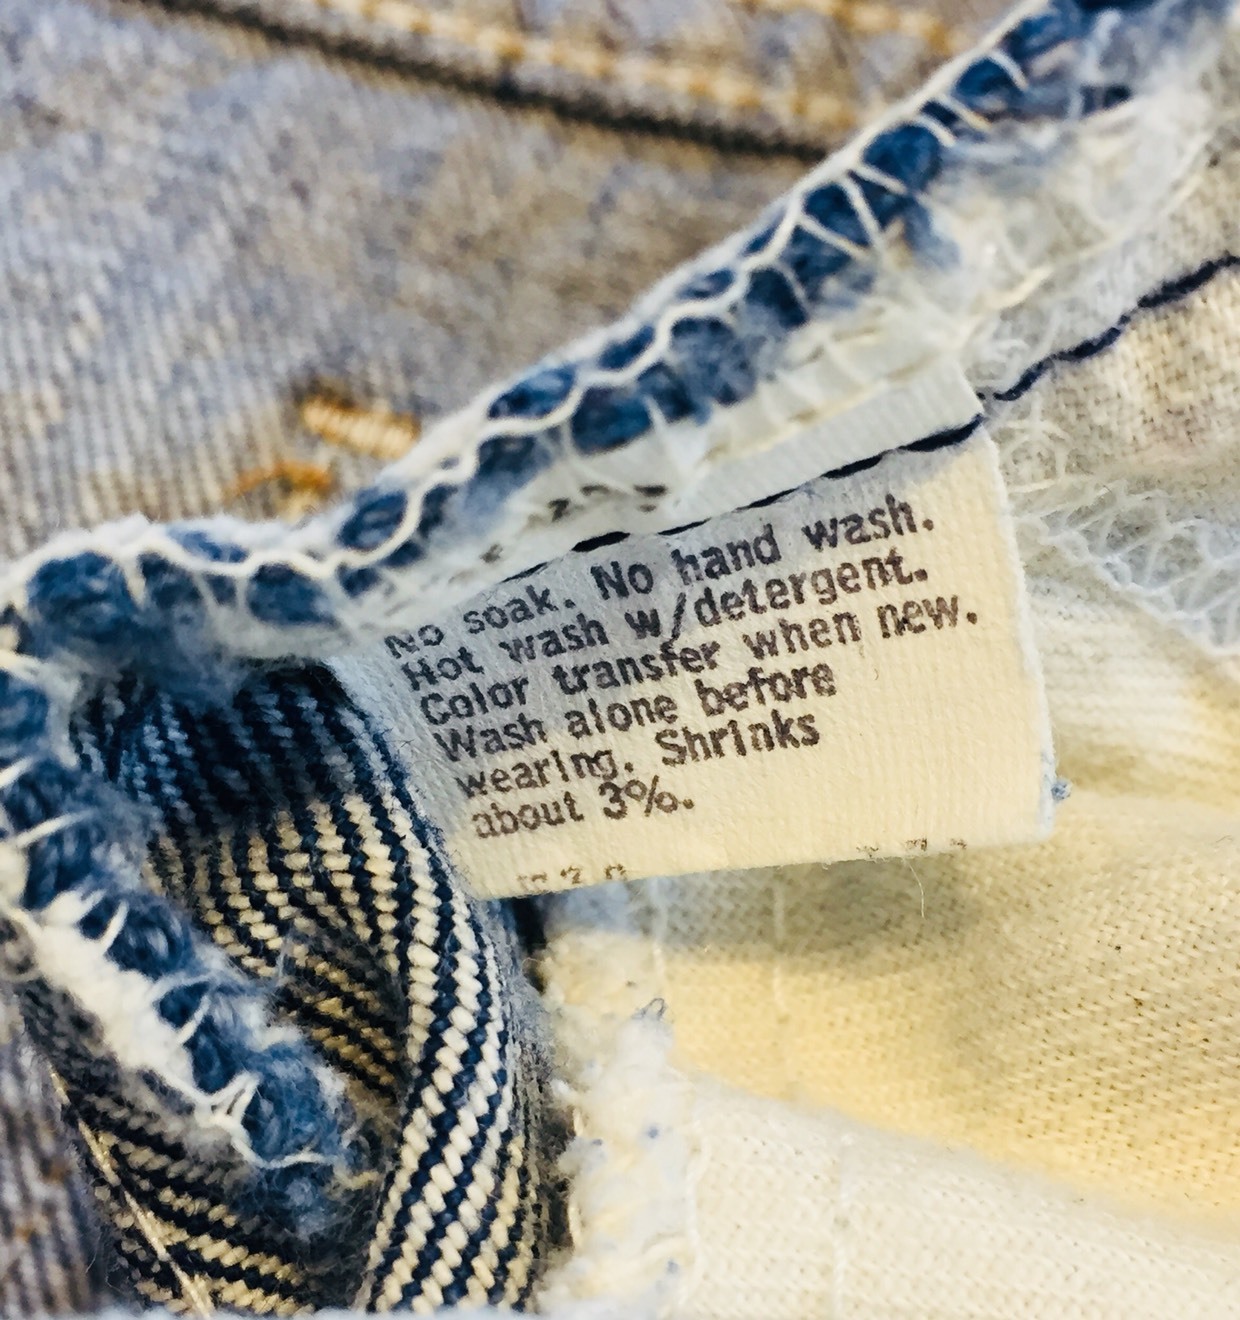 No soak. No hand wash.
Hot wash w/detergent.
Color transfer when new.
Wash alone before
wearing. Shrinks
about 3%.